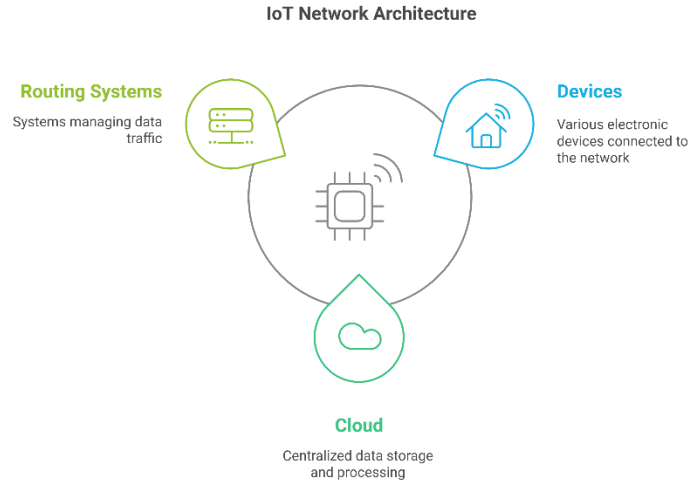 IoT Network Architecture
Routing Systems
Systems managing data
traffic
Devices
Various electronic
devices connected to
the network
Cloud
Centralized data storage
and processing